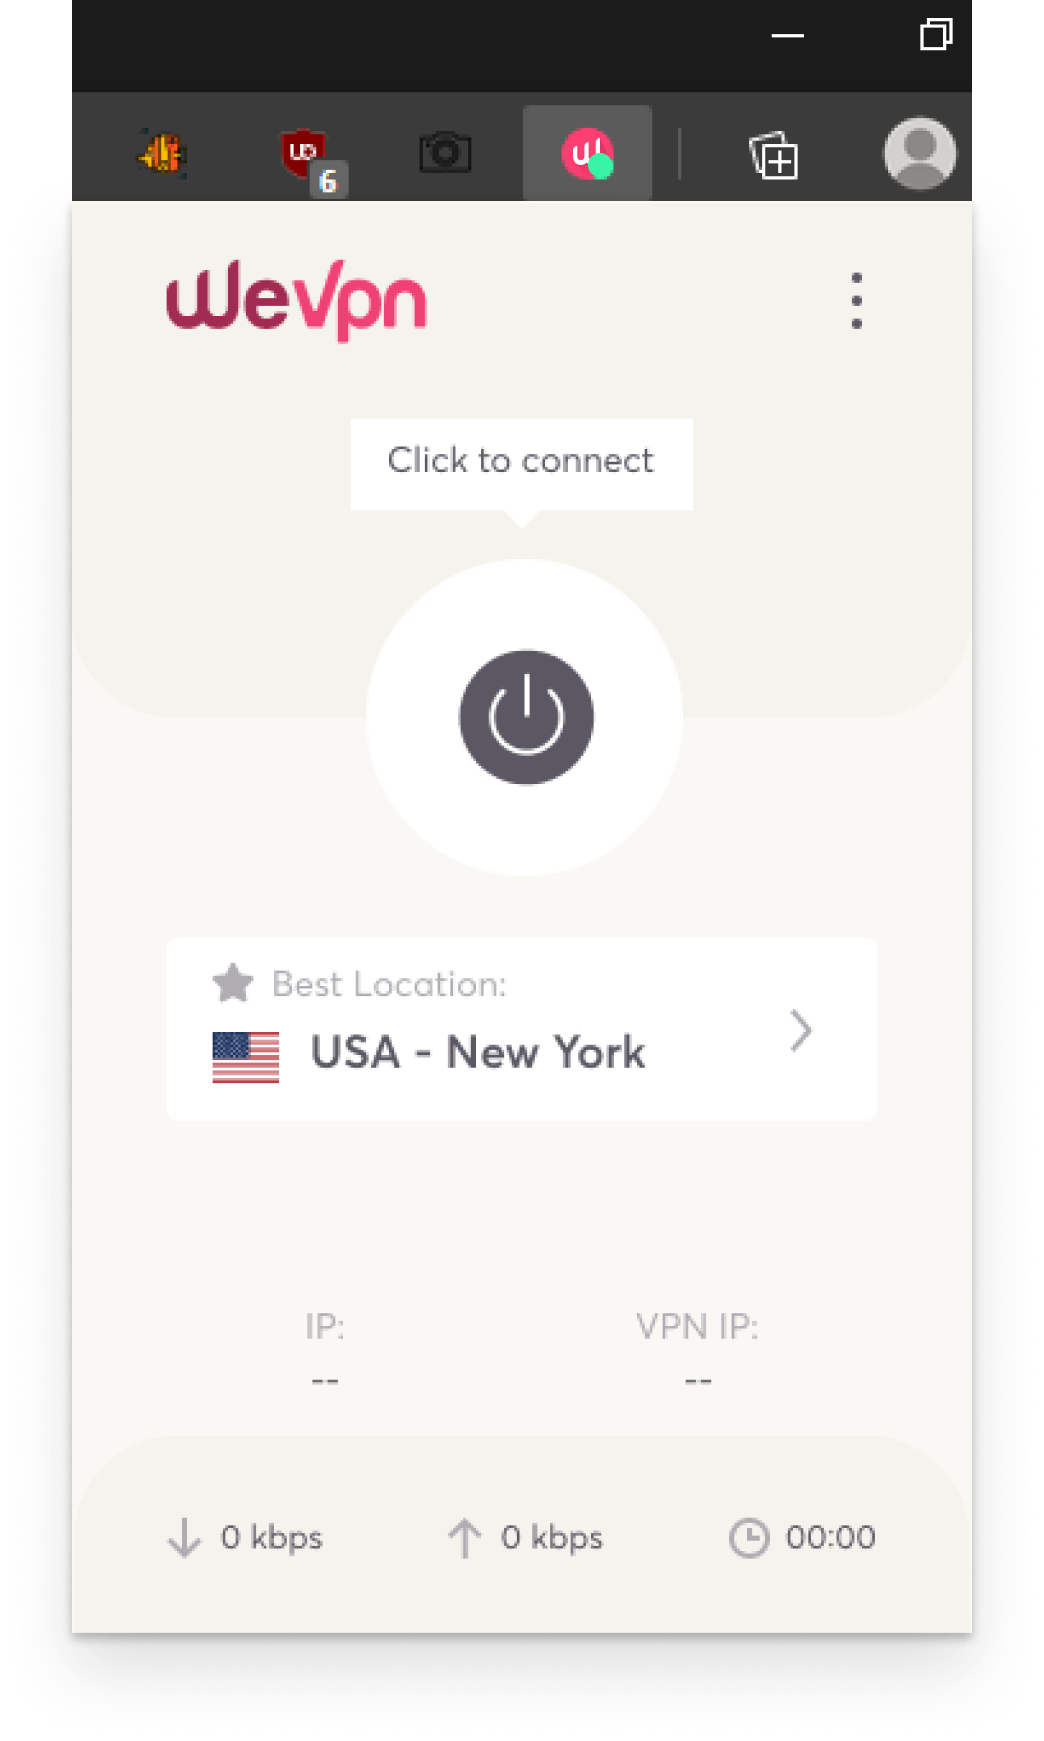 UD
6
WeVpn
Click to connect
Best Location:
USA - New York
IP:
VPN IP:
--
--
0 kbps
0 kbps
00:00